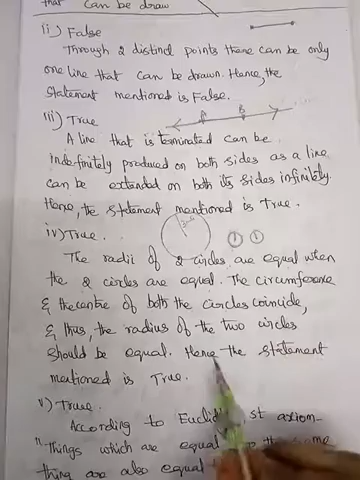 that can be draw
ii) False
Through 2 distinct points there can be only
one line that can be drawn. Hence, the
statement mentioned is False.
iii) True
A line that is terminated can be
indefinitely produced on both sides as a line
can be extended on both its sides infinitely.
Hence, the statement mentioned is True.
iv) True
The radii of 2 circles are equal when
the 2 circles are equal. The circumference
& the centre of both the circles coincide,
& thus, the radius of the two circles
should be equal. Hence the statement
mentioned is True.
v) True.
According to Euclid's st axiom-
"Things which are equal to the same
thing are also equal